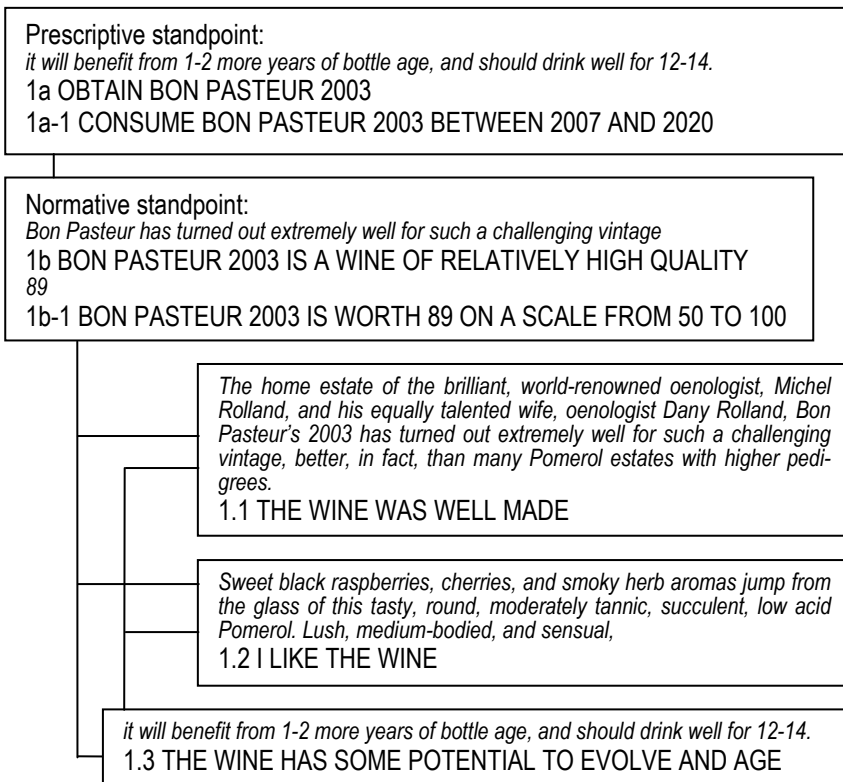 Prescriptive standpoint:
it will benefit from 1-2 more years of bottle age, and should drink well for 12-14.
1a OBTAIN BON PASTEUR 2003
1a-1 CONSUME BON PASTEUR 2003 BETWEEN 2007 AND 2020
Normative standpoint:
Bon Pasteur has turned out extremely well for such a challenging vintage
1b BON PASTEUR 2003 IS A WINE OF RELATIVELY HIGH QUALITY
89
1b-1 BON PASTEUR 2003 IS WORTH 89 ON A SCALE FROM 50 TO 100
The home estate of the brilliant, world-renowned oenologist, Michel
Rolland, and his equally talented wife, oenologist Dany Rolland, Bon
Pasteur's 2003 has turned out extremely well for such a challenging
vintage, better, in fact, than many Pomerol estates with higher pedi-
grees.
1.1 THE WINE WAS WELL MADE
Sweet black raspberries, cherries, and smoky herb aromas jump from
the glass of this tasty, round, moderately tannic, succulent, low acid
Pomerol. Lush, medium-bodied, and sensual,
1.2 I LIKE THE WINE
it will benefit from 1-2 more years of bottle age, and should drink well for 12-14.
1.3 THE WINE HAS SOME POTENTIAL TO EVOLVE AND AGE